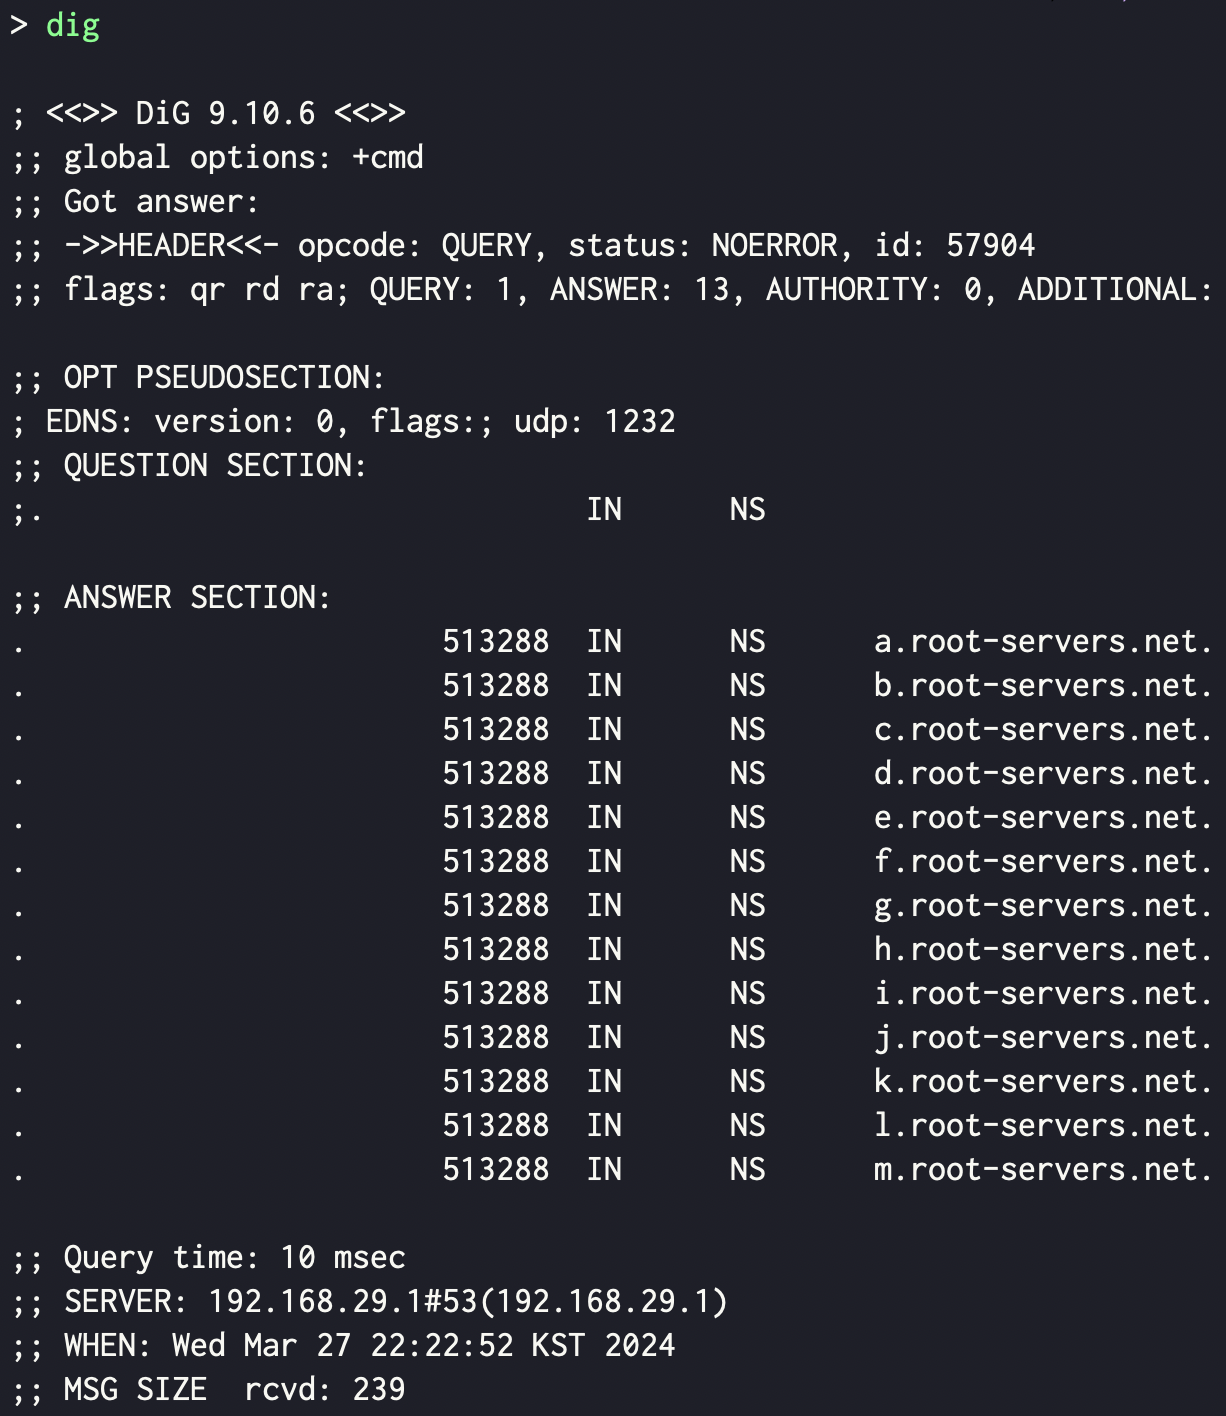 > dig

; <<>> DiG 9.10.6 <<>>
;; global options: +cmd
;; Got answer:
;; ->>HEADER<<- opcode: QUERY, status: NOERROR, id: 57904
;; flags: qr rd ra; QUERY: 1, ANSWER: 13, AUTHORITY: 0, ADDITIONAL:

;; OPT PSEUDOSECTION:
; EDNS: version: 0, flags:; udp: 1232
;; QUESTION SECTION:
;. IN NS

;; ANSWER SECTION:
. 513288 IN NS a.root-servers.net.
. 513288 IN NS b.root-servers.net.
. 513288 IN NS c.root-servers.net.
. 513288 IN NS d.root-servers.net.
. 513288 IN NS e.root-servers.net.
. 513288 IN NS f.root-servers.net.
. 513288 IN NS g.root-servers.net.
. 513288 IN NS h.root-servers.net.
. 513288 IN NS i.root-servers.net.
. 513288 IN NS j.root-servers.net.
. 513288 IN NS k.root-servers.net.
. 513288 IN NS l.root-servers.net.
. 513288 IN NS m.root-servers.net.

;; Query time: 10 msec
;; SERVER: 192.168.29.1#53(192.168.29.1)
;; WHEN: Wed Mar 27 22:22:52 KST 2024
;; MSG SIZE  rcvd: 239